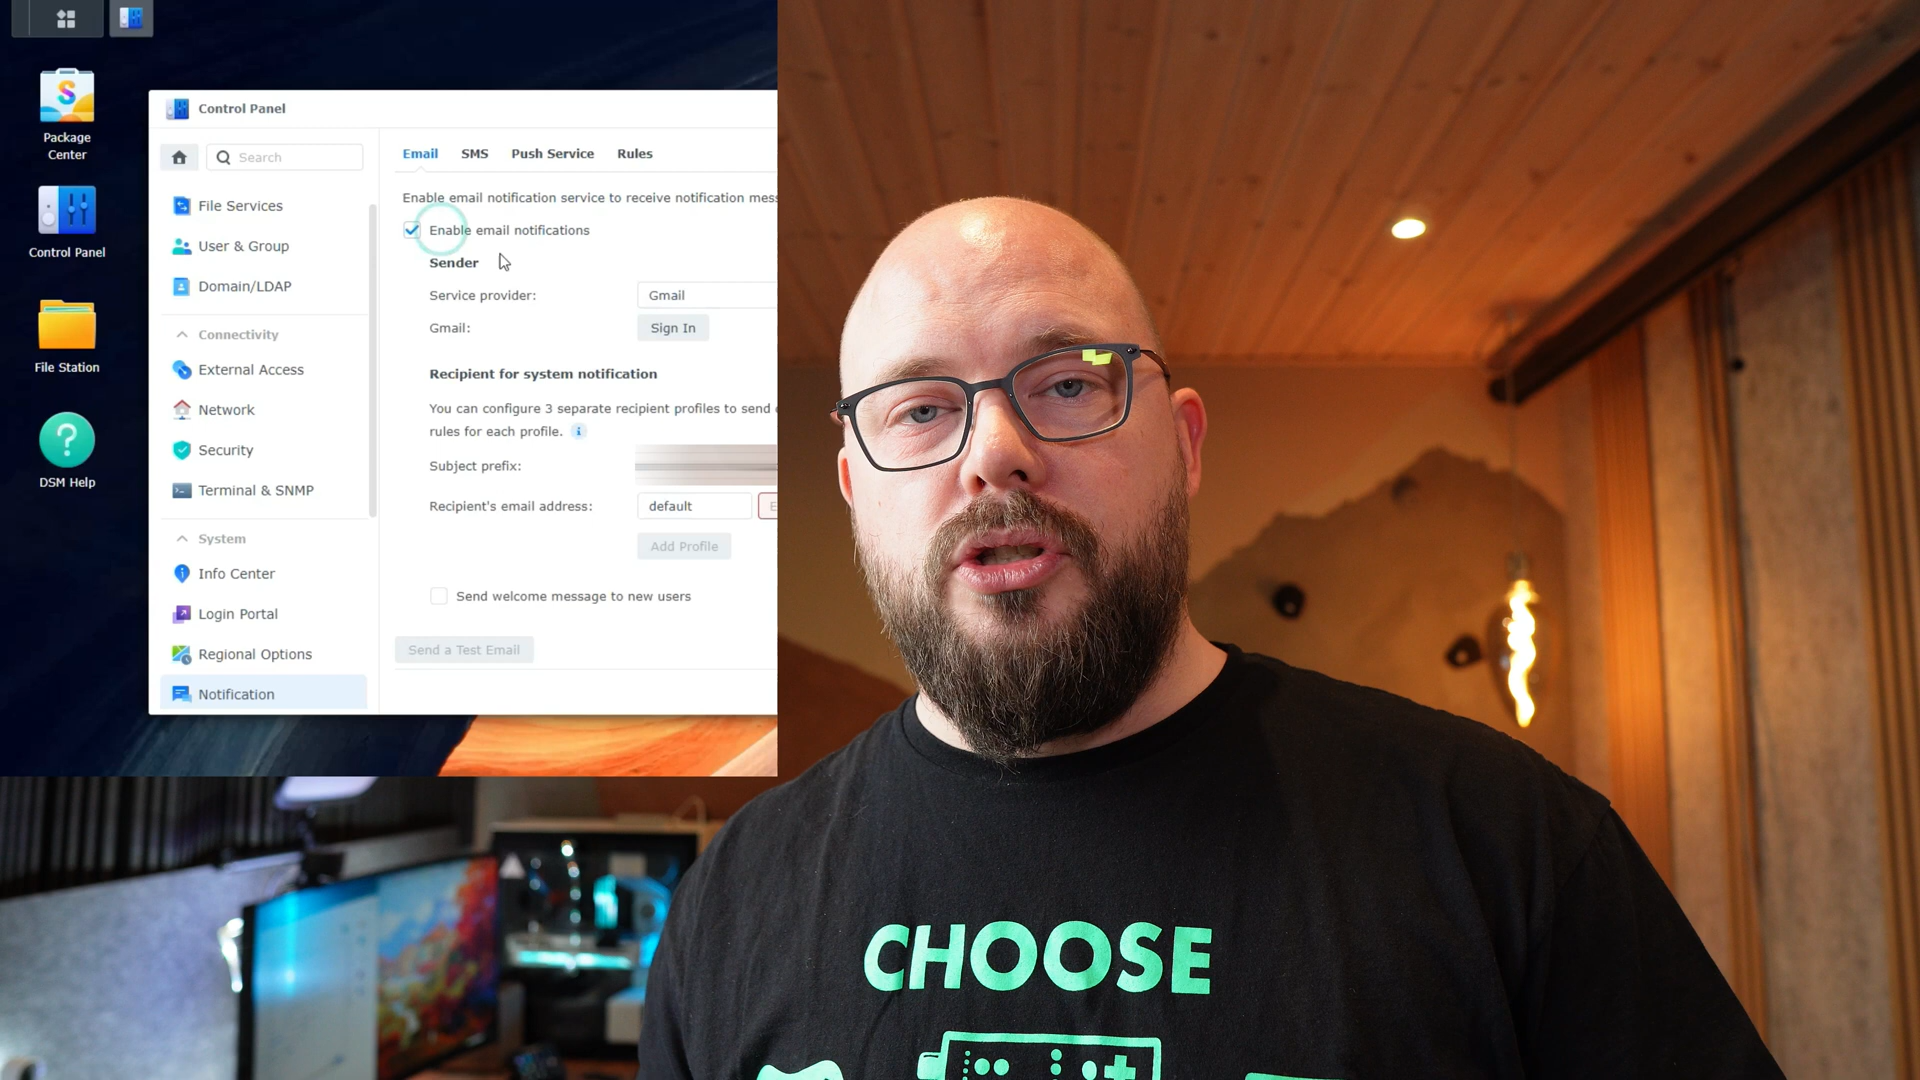 Control Panel
Search
Email SMS Push Service Rules
Enable email notification service to receive notification
Enable email notifications
Sender
Service provider: Gmail
Gmail: Sign In
Recipient for system notification
You can configure 3 separate recipient profiles to send
rules for each profile.
Subject prefix:
Recipient's email address: default
Add Profile
Send welcome message to new users
Send a Test Email
File Services
User & Group
Domain/LDAP
Connectivity
External Access
Network
Security
Terminal & SNMP
System
Info Center
Login Portal
Regional Options
Notification
Package
Center
Control Panel
File Station
DSM Help
CHOOSE